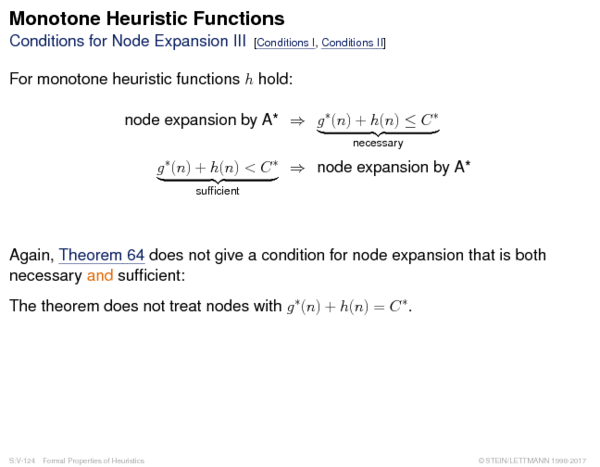 Monotone Heuristic Functions
Conditions for Node Expansion III [Conditions I, Conditions II]
For monotone heuristic functions h hold:
node expansion by A* ⇒ g*(n) + h(n) ≤ C*
necessary
g*(n) + h(n) < C* ⇒ node expansion by A*
sufficient
Again, Theorem 64 does not give a condition for node expansion that is both
necessary and sufficient:
The theorem does not treat nodes with g*(n) + h(n) = C*.
S:V-124 Formal Properties of Heuristics © STEIN/LETTMANN 1998-2017